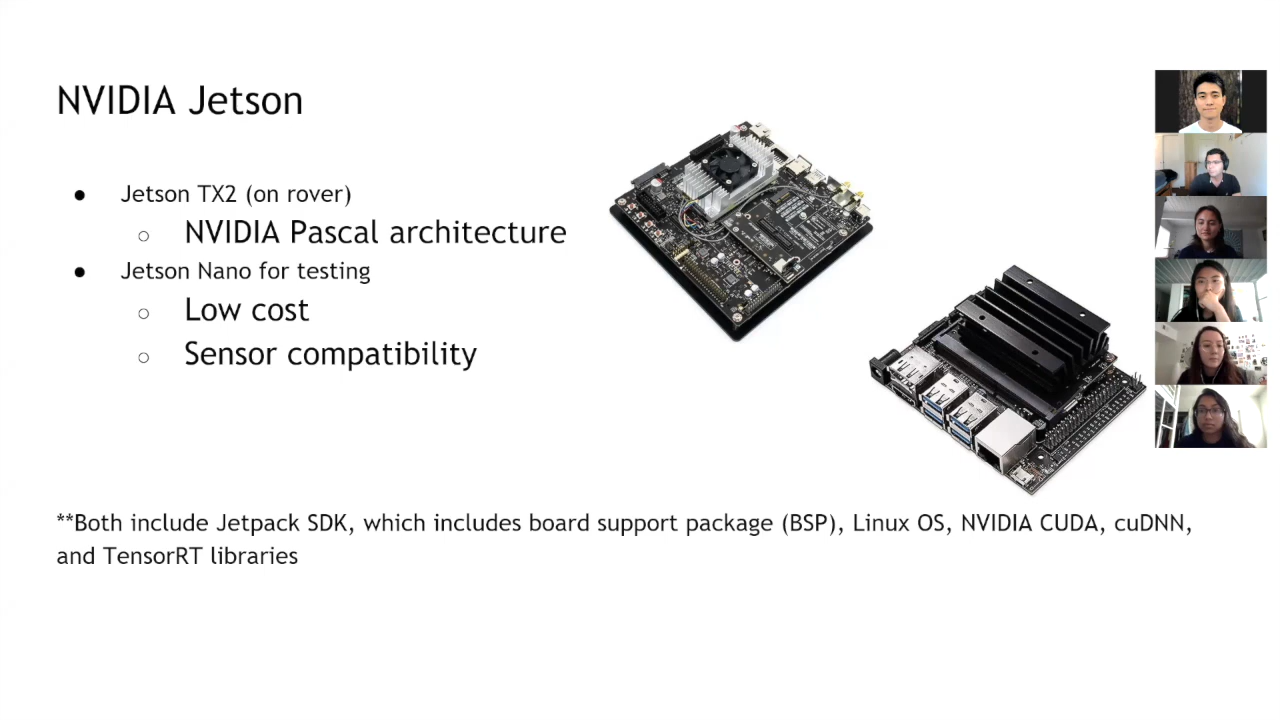 NVIDIA Jetson
● Jetson TX2 (on rover)
○ NVIDIA Pascal architecture
● Jetson Nano for testing
○ Low cost
○ Sensor compatibility
**Both include Jetpack SDK, which includes board support package (BSP), Linux OS, NVIDIA CUDA, cuDNN,
and TensorRT libraries